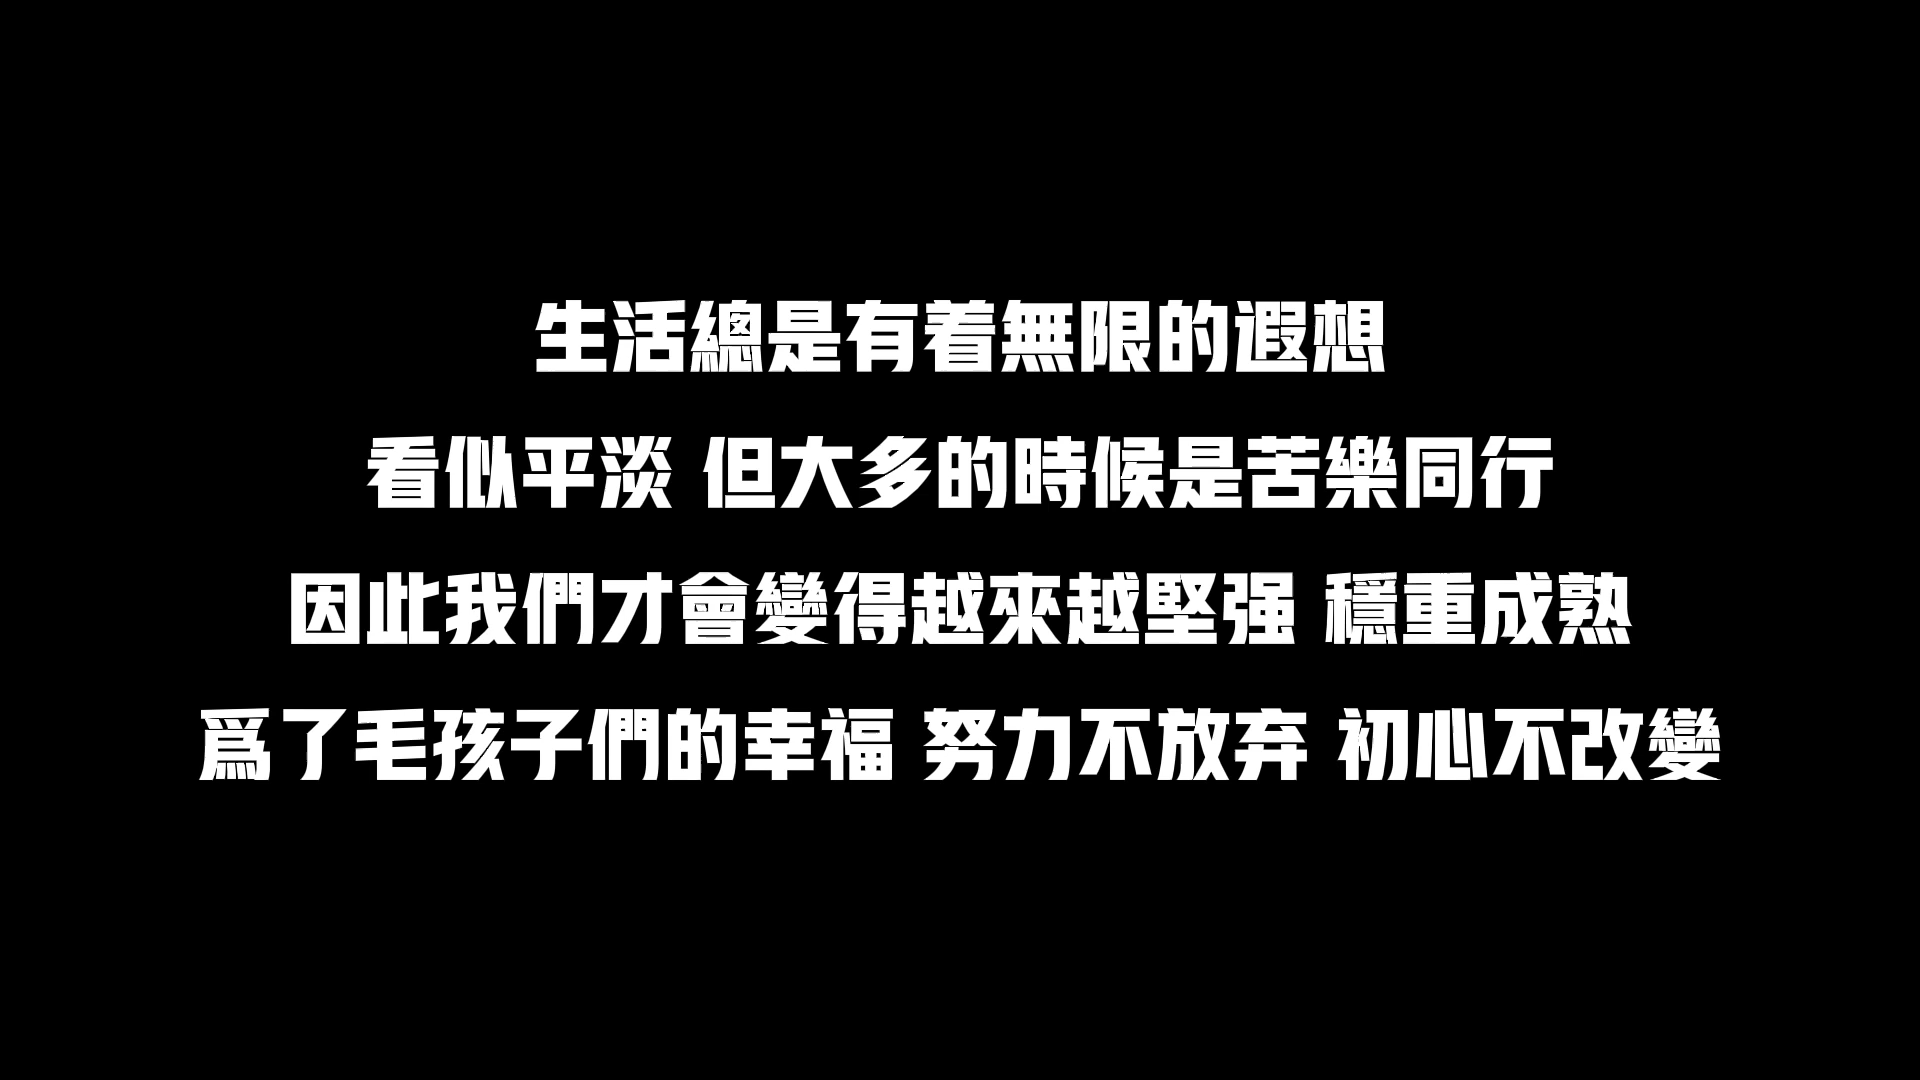 生活總是有着無限的遐想
看似平淡 但大多的時候是苦樂同行
因此我們才會變得越來越堅强 穩重成熟
爲了毛孩子們的幸福 努力不放弃 初心不改變